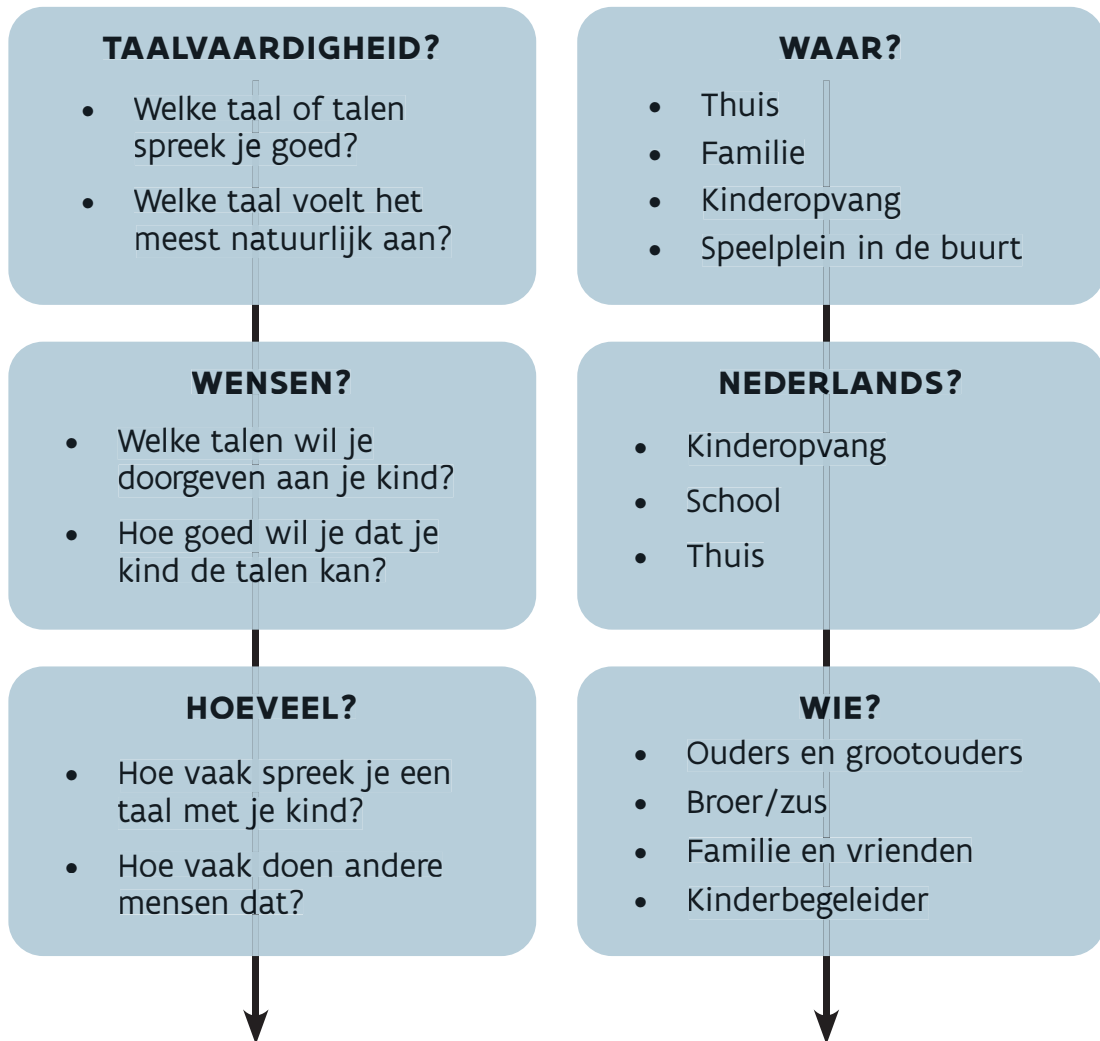 TAALVAARDIGHEID?
• Welke taal of talen
spreek je goed?
• Welke taal voelt het
meest natuurlijk aan?
WENSEN?
• Welke talen wil je
doorgeven aan je kind?
• Hoe goed wil je dat je
kind de talen kan?
HOEVEEL?
• Hoe vaak spreek je een
taal met je kind?
• Hoe vaak doen andere
mensen dat?
WAAR?
• Thuis
• Familie
• Kinderopvang
• Speelplein in de buurt
NEDERLANDS?
• Kinderopvang
• School
• Thuis
WIE?
• Ouders en grootouders
• Broer/zus
• Familie en vrienden
• Kinderbegeleider